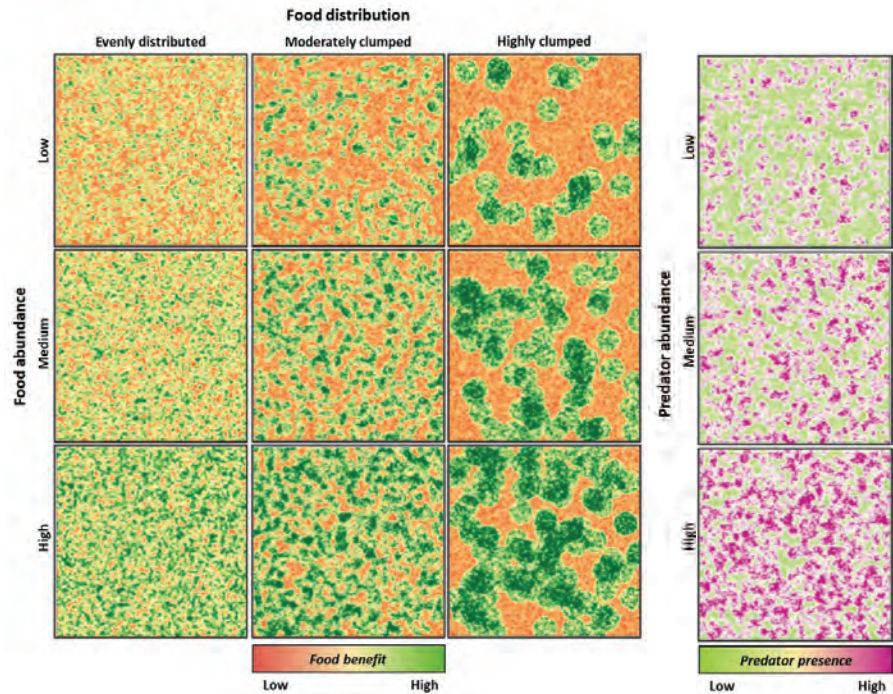 Food distribution
Evenly distributed
Moderately clumped
Highly clumped
Food abundance
Low
Medium
High
Predator abundance
Low
Medium
High
Food benefit
Low
High
Predator presence
Low
High